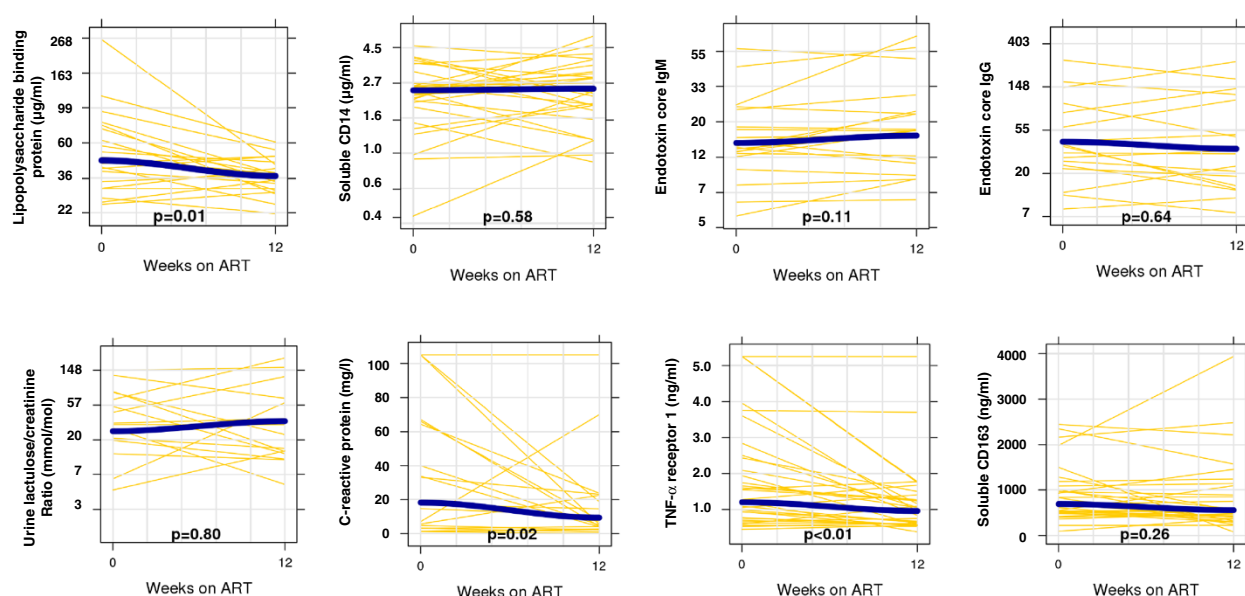 Lipopolysaccharide binding
protein (µg/ml)
268
163
99
60
36
22
p=0.01
0
12
Weeks on ART
Soluble CD14 (µg/ml)
4.5
2.7
1.6
1.0
0.6
0.4
p=0.58
0
12
Weeks on ART
Endotoxin core IgM
55
33
20
12
7
5
p=0.11
0
12
Weeks on ART
Endotoxin core IgG
403
148
55
20
7
p=0.64
0
12
Weeks on ART
Urine lactulose/creatinine
Ratio (mmol/mmol)
148
57
20
7
3
p=0.80
0
12
Weeks on ART
C-reactive protein (mg/l)
100
80
60
40
20
0
p=0.02
0
12
Weeks on ART
TNF-α receptor 1 (ng/ml)
5.0
4.0
3.0
2.0
1.0
p<0.01
0
12
Weeks on ART
Soluble CD163 (ng/ml)
4000
3000
2000
1000
0
p=0.26
0
12
Weeks on ART